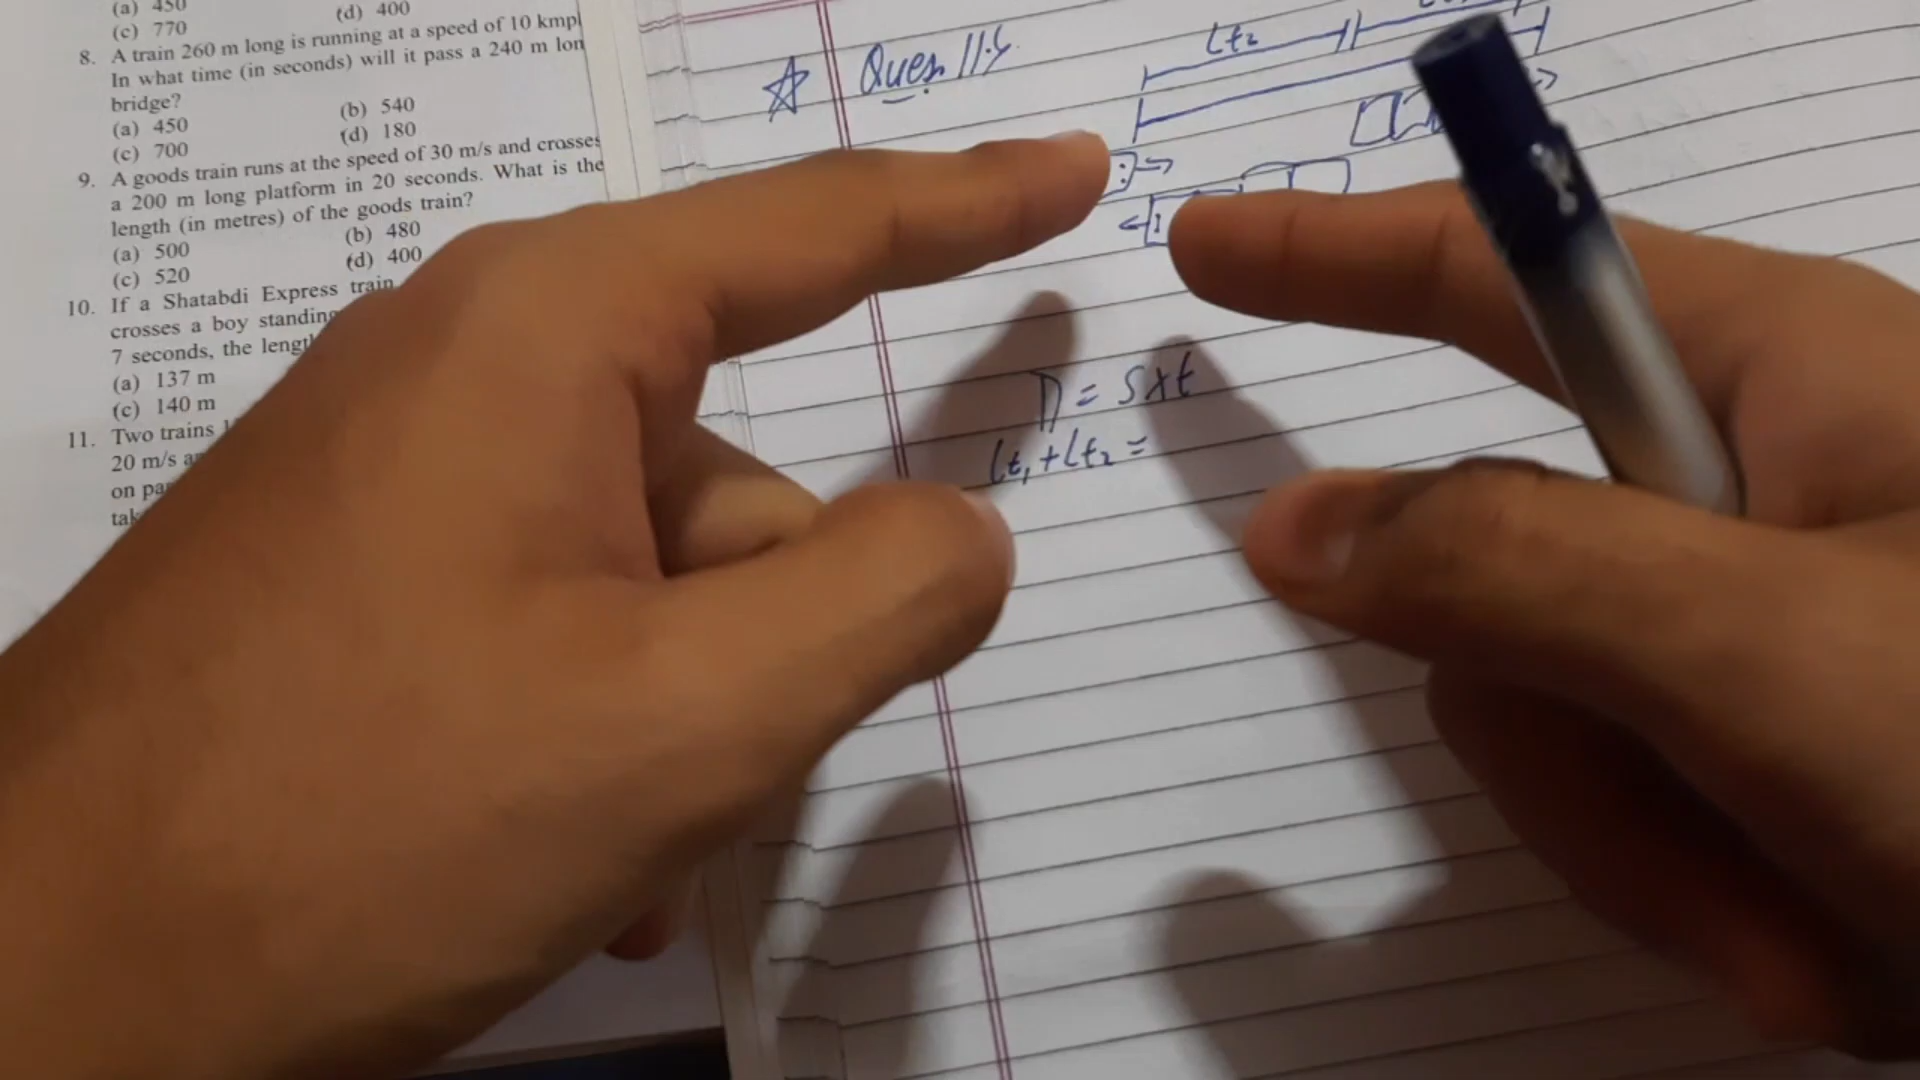 (a) 450
(d) 400
(c) 770
8. A train 260 m long is running at a speed of 10 kmp
In what time (in seconds) will it pass a 240 m lon
bridge?
(a) 450 (b) 540
(c) 700 (d) 180
9. A goods train runs at the speed of 30 m/s and crosses
a 200 m long platform in 20 seconds. What is the
length (in metres) of the goods train?
(a) 500 (b) 480
(c) 520 (d) 400
10. If a Shatabdi Express train
crosses a boy standing
7 seconds, the lengt
(a) 137 m
(c) 140 m
11. Two trains
20 m/s
on pa
tak
Ques 11.
Lt2
D = S x t
Lt1 + Lt2 =